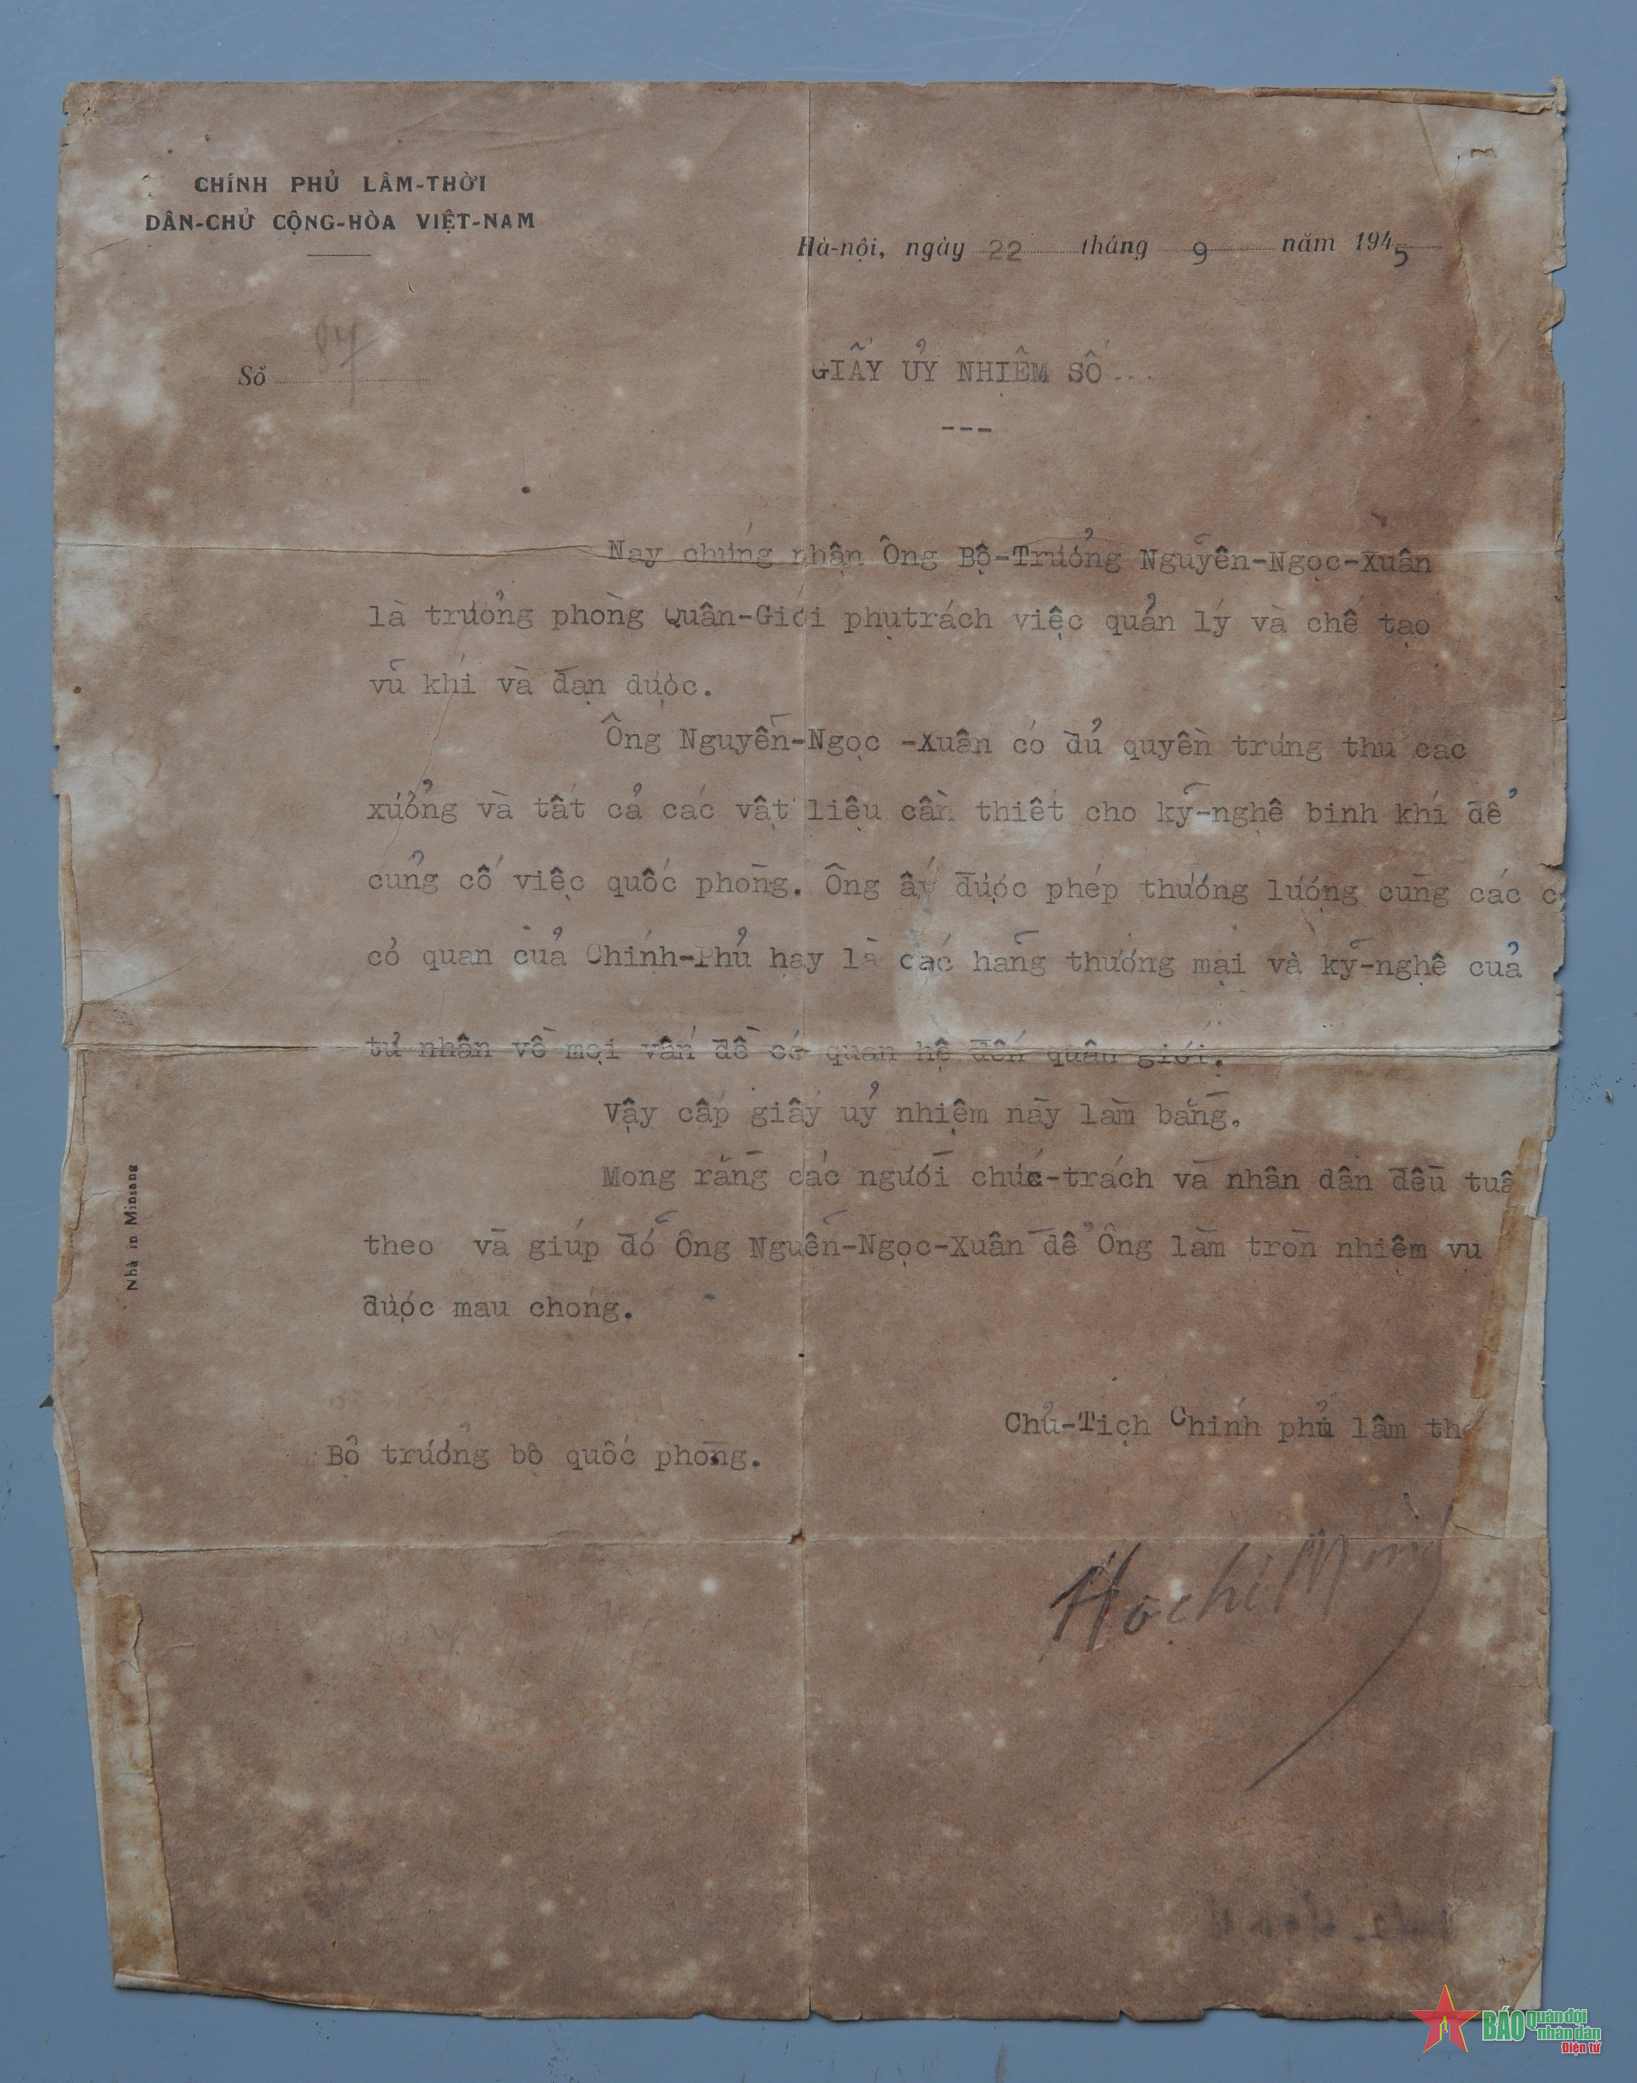 CHÍNH PHỦ LÂM-THỜI
DÂN-CHỦ CỘNG-HÒA VIỆT-NAM
Hà-nội, ngày 22 tháng 9 năm 1945
Số 87
GIẤY ỦY NHIỆM SỐ ...
---
Nay chứng nhận Ông Bộ-Trưởng Nguyễn-Ngọc-Xuân
là trưởng phòng Quân-Giới phụtrách việc quản lý và chế tạo
vũ khí và đạn dược.
Ông Nguyễn-Ngọc -Xuân có đủ quyền trưng thu các
xưởng và tất cả các vật liệu cần thiết cho kỹ-nghê binh khí để
củng cố việc quốc phòng. Ông ấy được phép thương lượng cùng các c
cơ quan cuả Chính-Phủ hay là các hãng thương mại và kỹ-nghệ cuả
tư nhân về mọi vấn đề có quan hệ đến quân giới.
Vậy cấp giấy uỷ nhiệm này làm bằng.
Mong rằng các người chức-trách và nhân dân đều tuâ
theo và giúp đỡ Ông Nguễn-Ngọc-Xuân để Ông làm tròn nhiệm vụ
được mau chóng.
Chủ-Tịch Chính phủ lâm thờ
Bộ trưởng bộ quốc phòng.
Hồ chí Minh
Nhà in Minsang
BÁO Quân đội
nhân dân
Điện tử